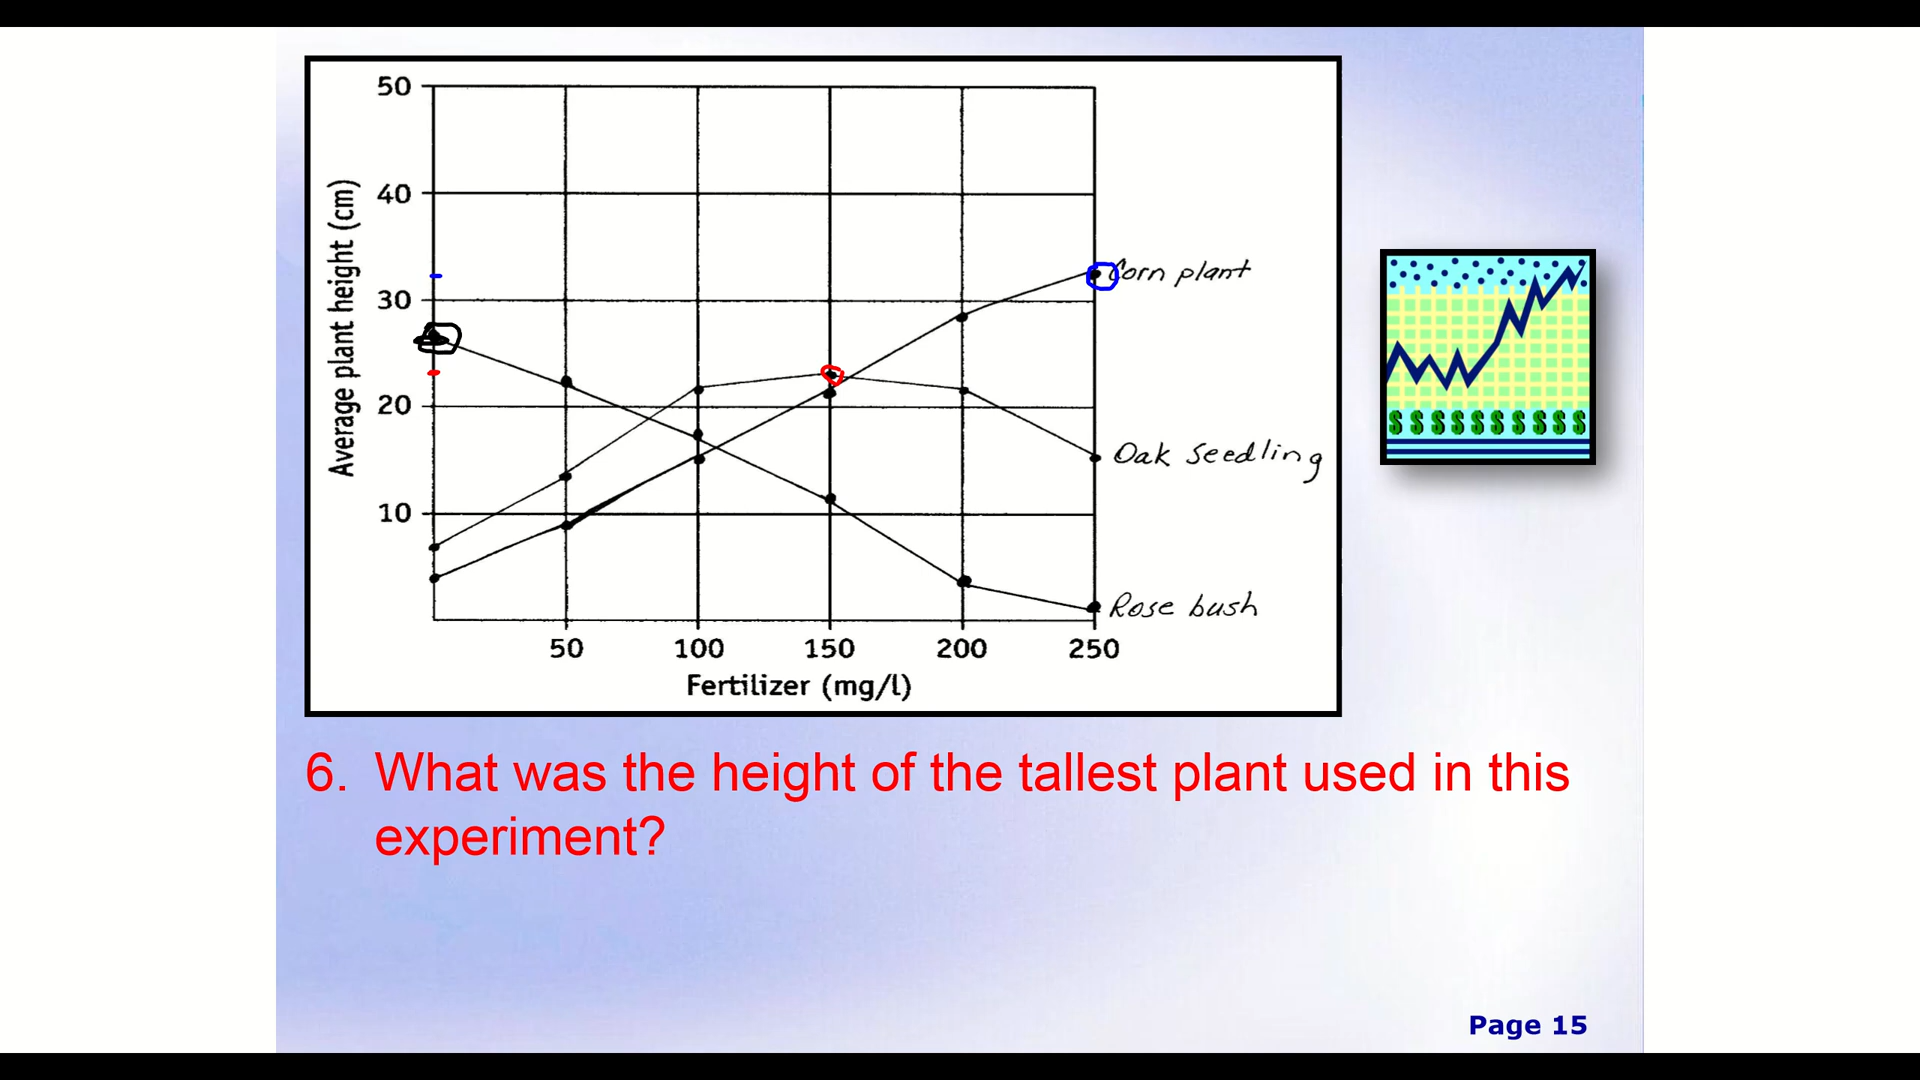 50
40
30
20
10
Average plant height (cm)
Corn plant
Oak Seedling
Rose bush
50 100 150 200 250
Fertilizer (mg/l)
$ $ $ $ $ $ $ $ $ $
6. What was the height of the tallest plant used in this
experiment?
Page 15